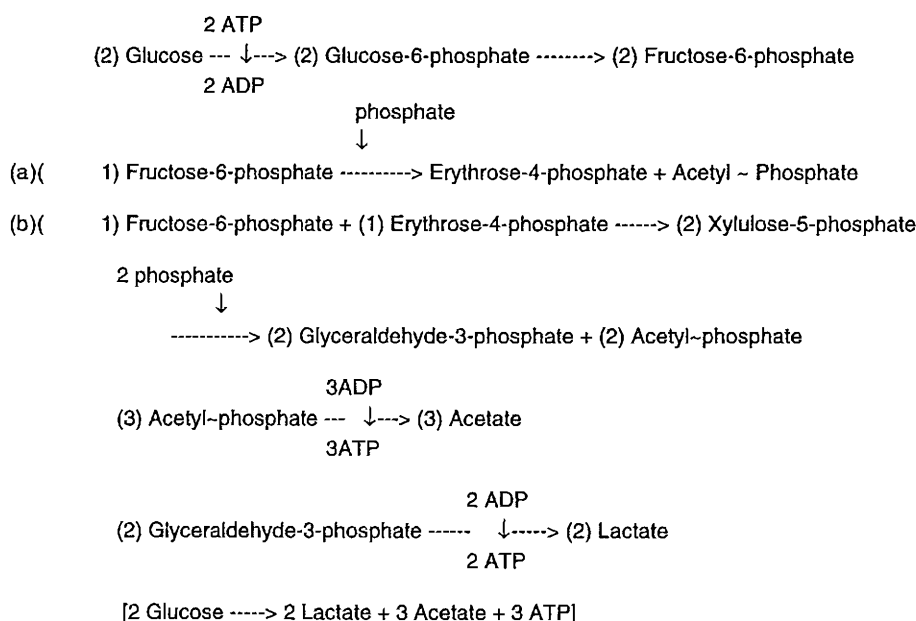 2 ATP
(2) Glucose --- ↓---> (2) Glucose-6-phosphate --------> (2) Fructose-6-phosphate
2 ADP
phosphate
↓
(a)( 1) Fructose-6-phosphate ----------> Erythrose-4-phosphate + Acetyl ~ Phosphate
(b)( 1) Fructose-6-phosphate + (1) Erythrose-4-phosphate ------> (2) Xylulose-5-phosphate
2 phosphate
↓
-----------> (2) Glyceraldehyde-3-phosphate + (2) Acetyl~phosphate
3ADP
(3) Acetyl~phosphate --- ↓---> (3) Acetate
3ATP
2 ADP
(2) Glyceraldehyde-3-phosphate ------ ↓-----> (2) Lactate
2 ATP
[2 Glucose -----> 2 Lactate + 3 Acetate + 3 ATP]